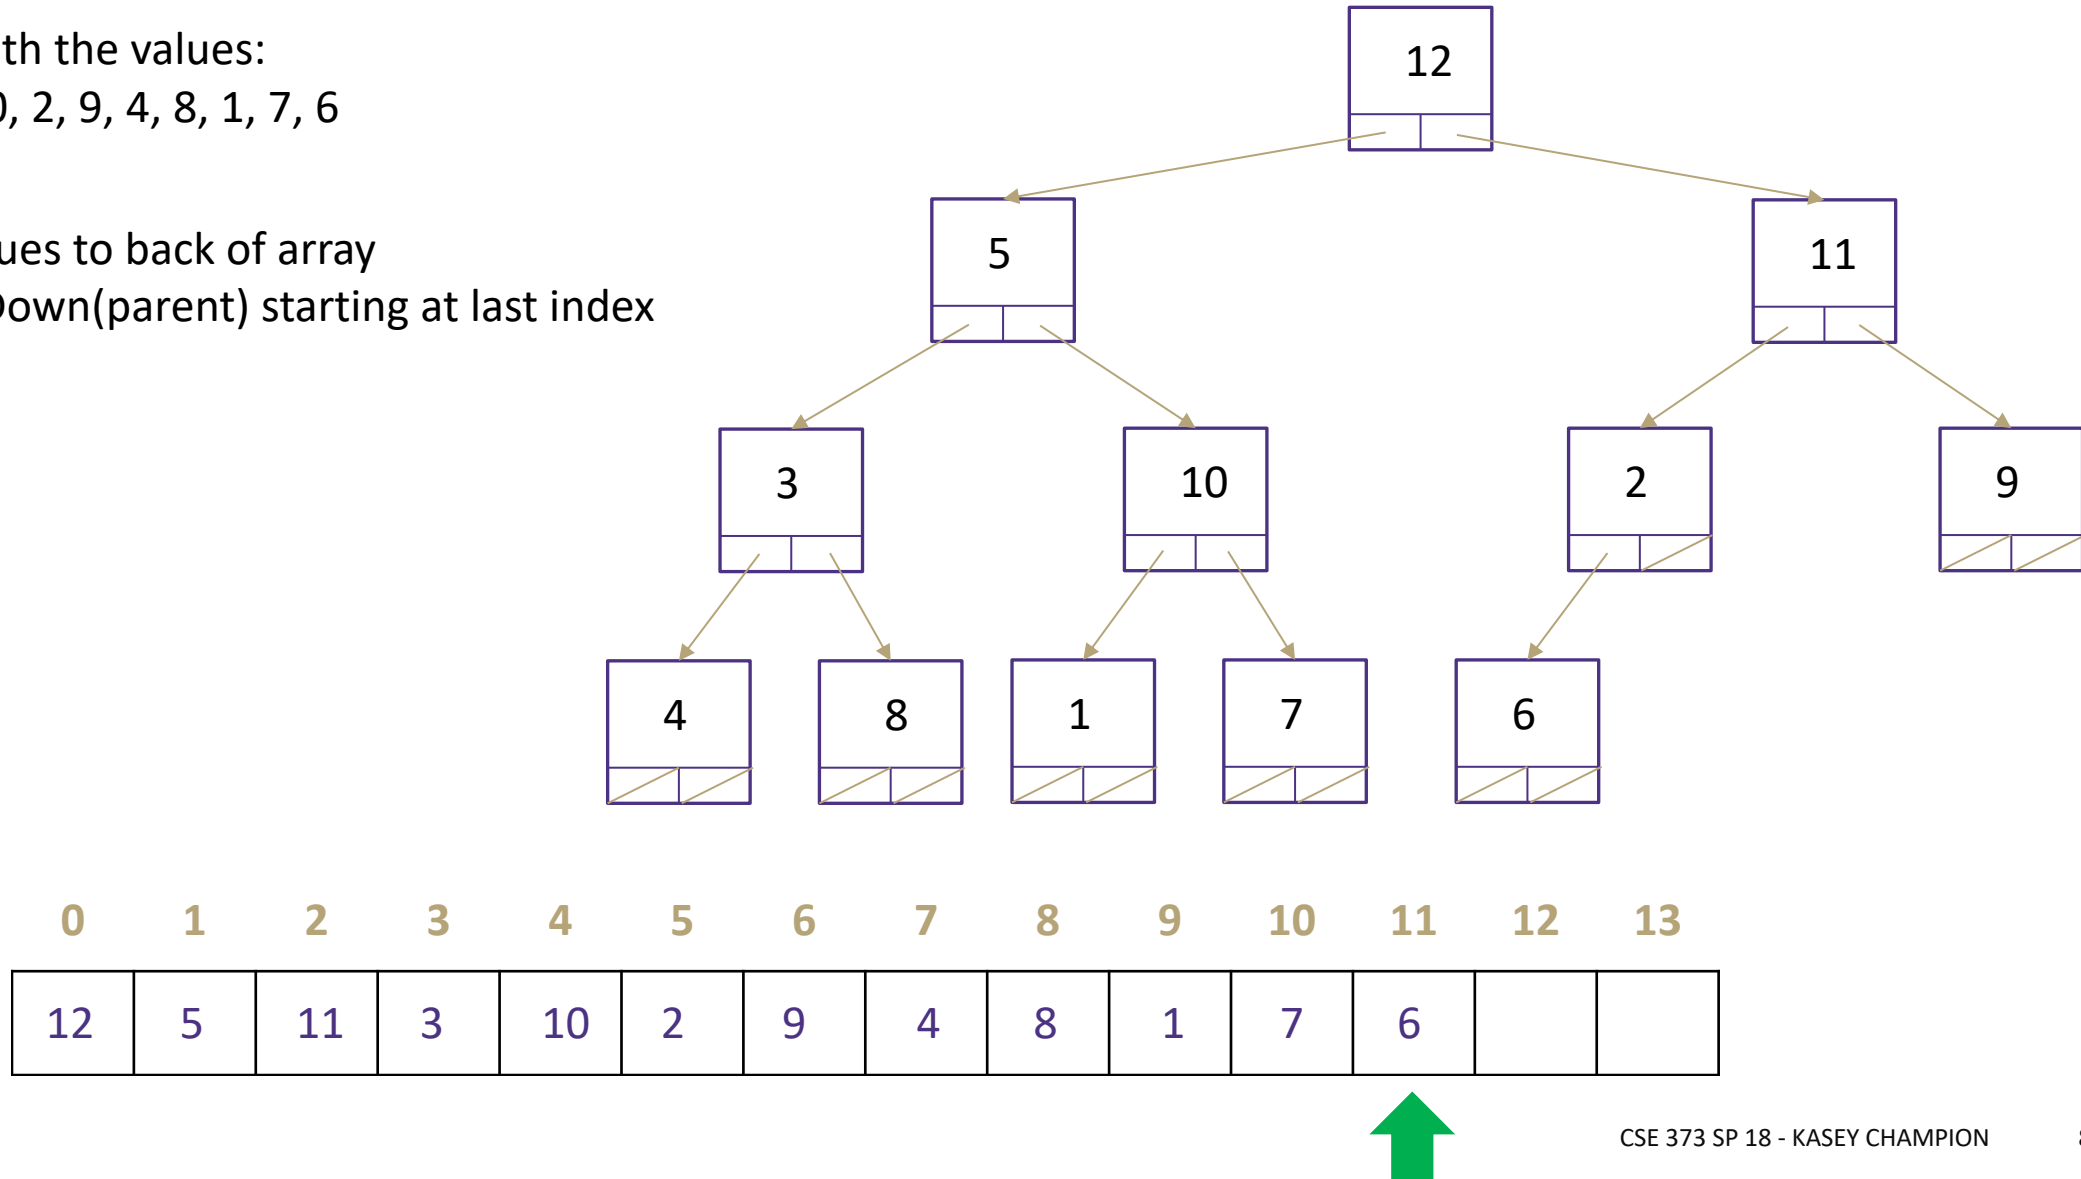 th the values:
0, 2, 9, 4, 8, 1, 7, 6
ues to back of array
Down(parent) starting at last index
12
5 11
3 10 2 9
4 8 1 7 6
0 1 2 3 4 5 6 7 8 9 10 11 12 13
12 5 11 3 10 2 9 4 8 1 7 6
CSE 373 SP 18 - KASEY CHAMPION